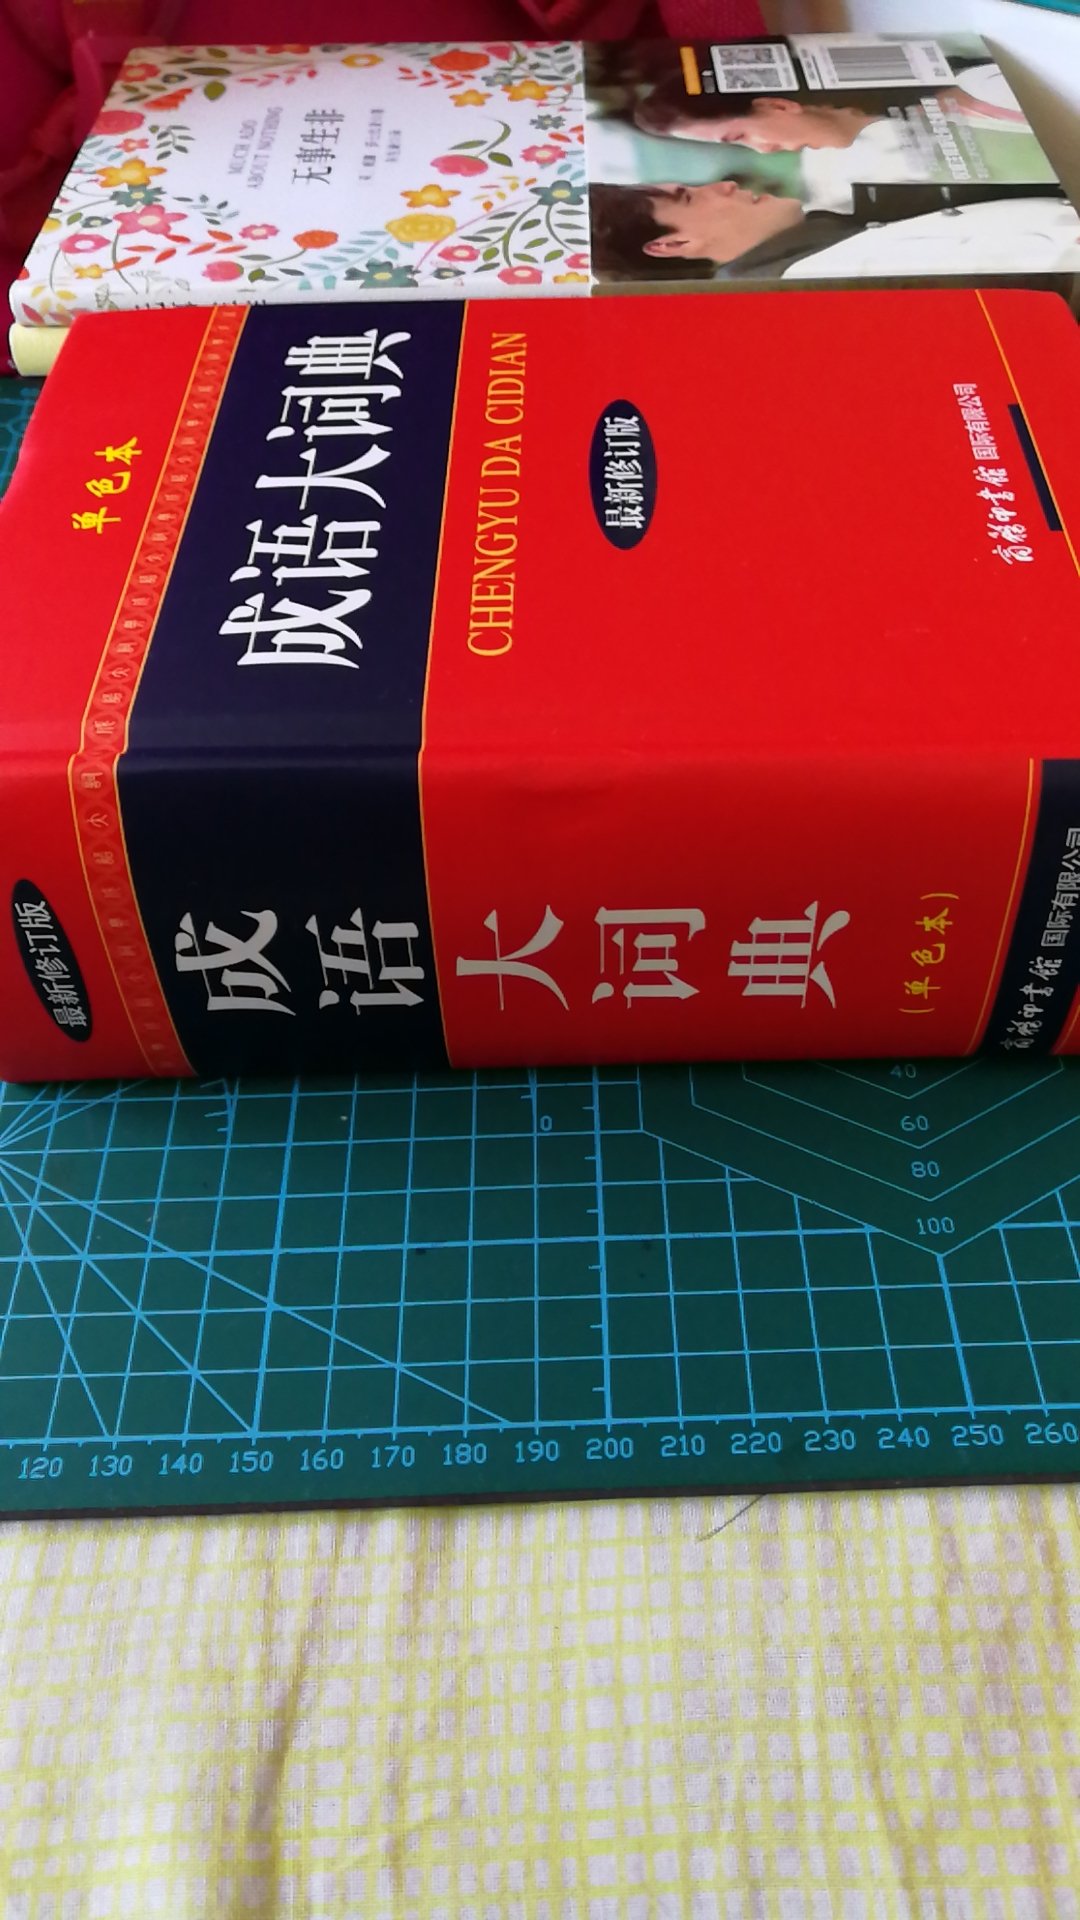 MUCH ADO
ABOUT NOTHING
无事生非
单色本
成语大词典
CHENGYU DA CIDIAN
最新修订版
商务印书馆 国际有限公司
最新修订版
成语大词典
(单色本)
商务印书馆 国际有限公司
0
40
60
80
100
120 130 140 150 160 170 180 190 200 210 220 230 240 250 260